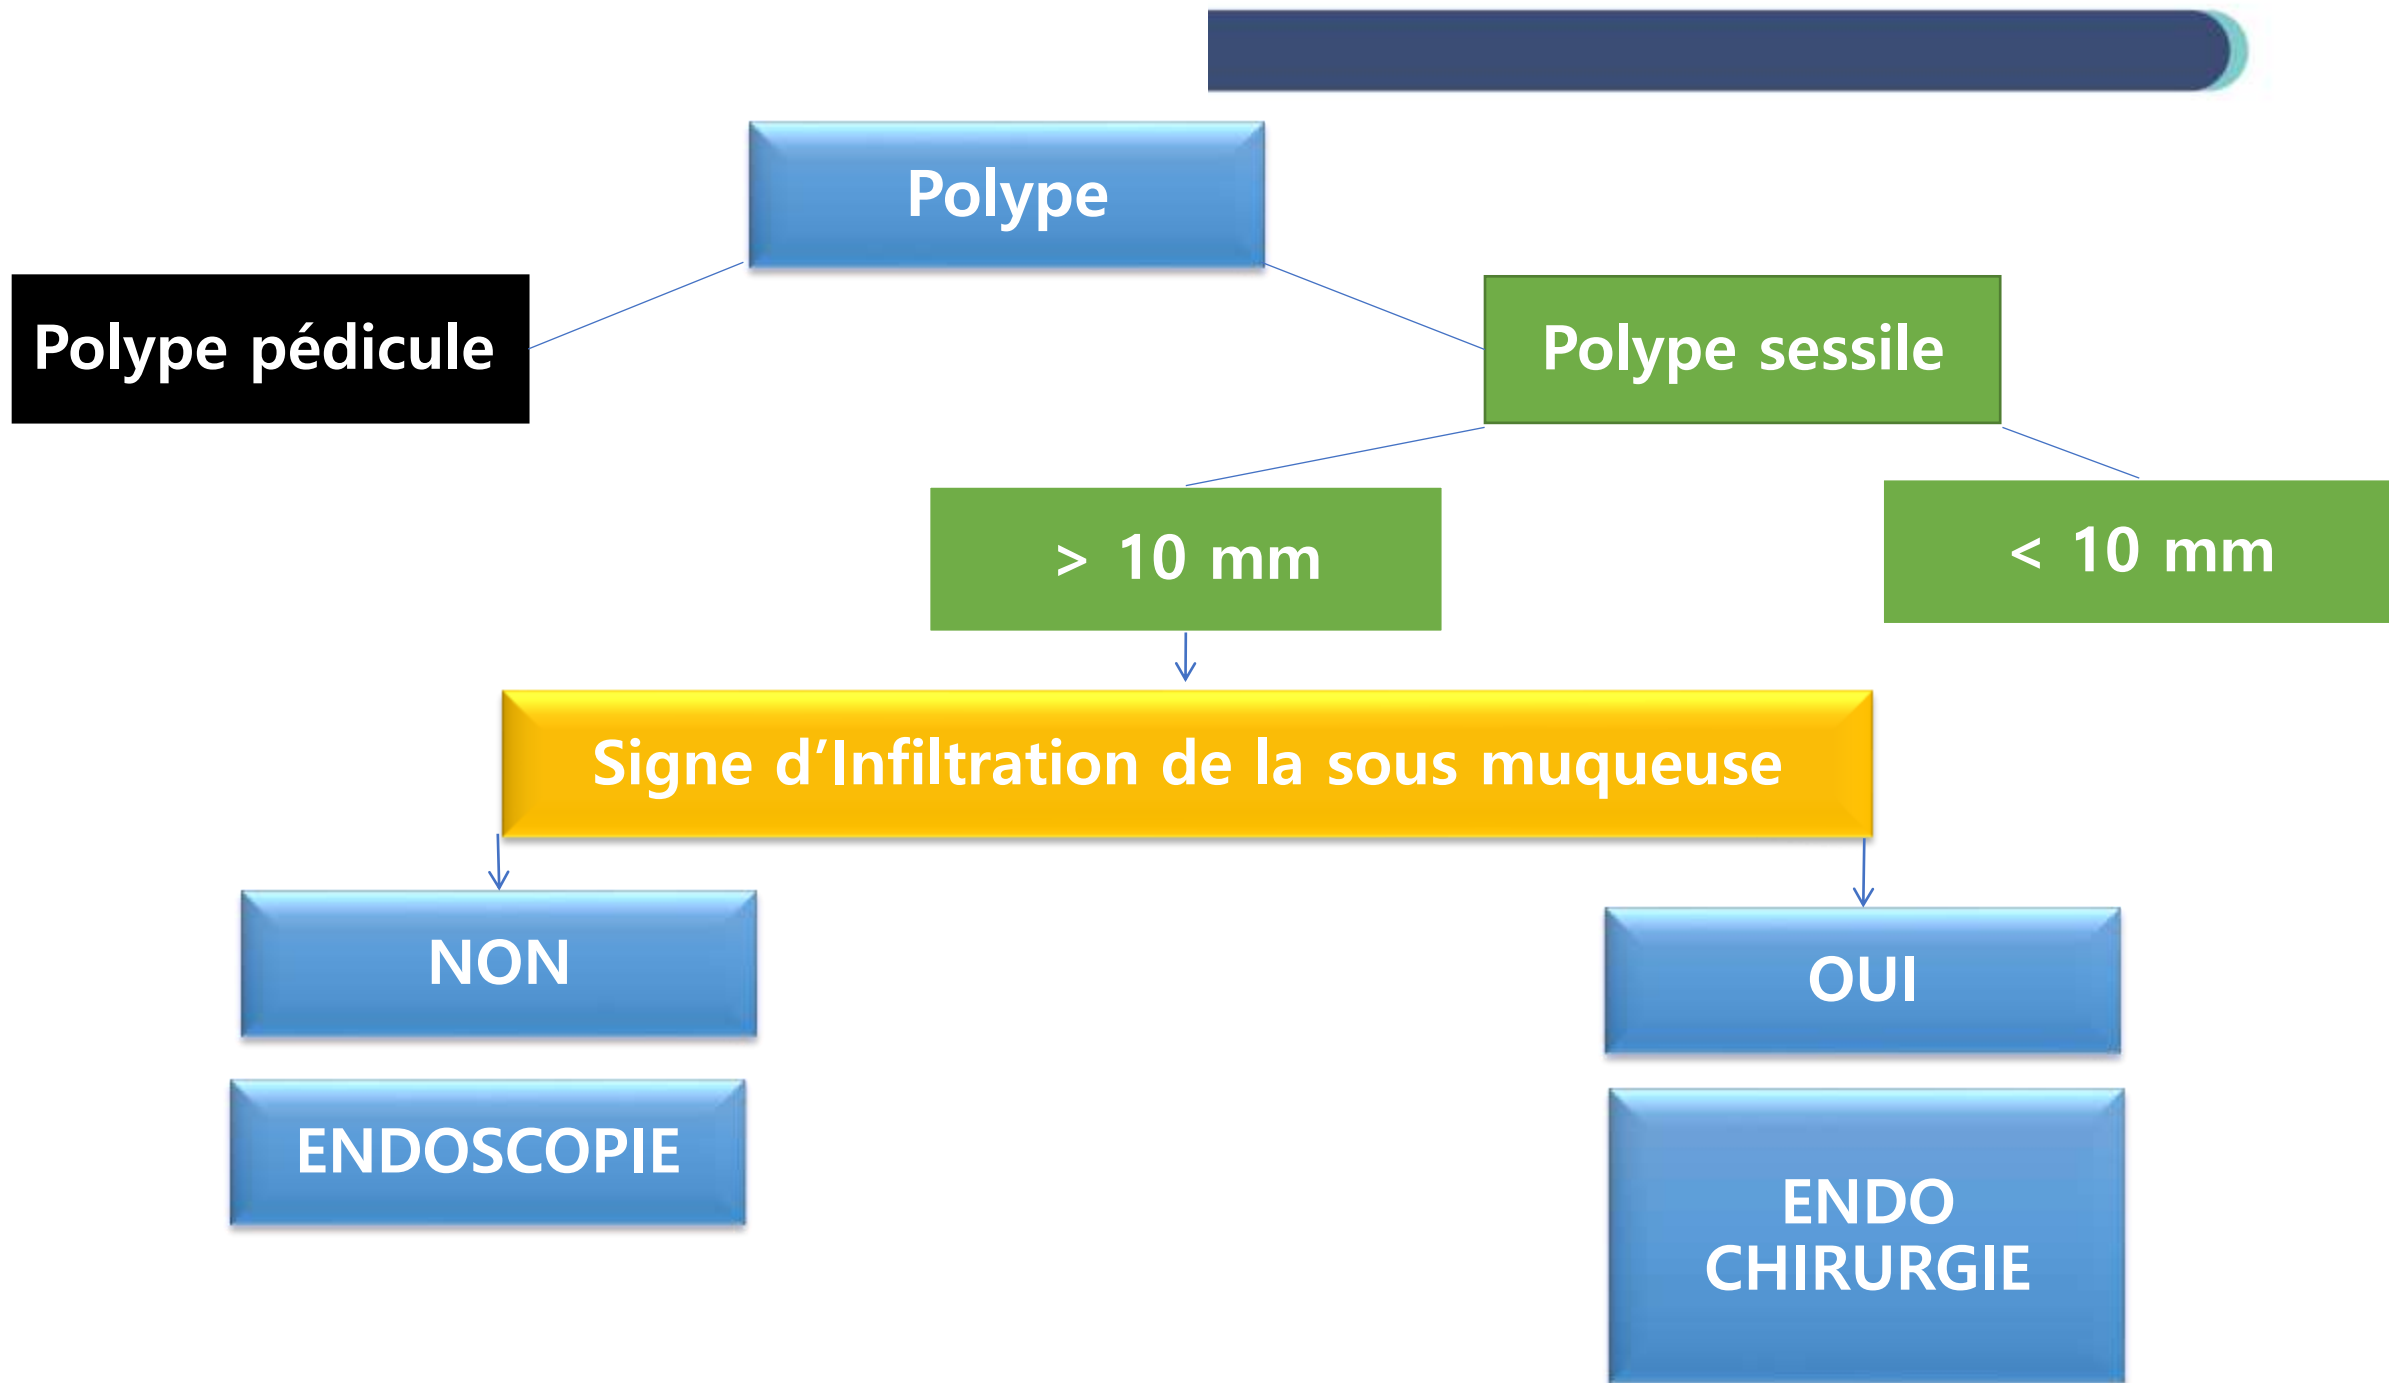 Polype
Polype pédicule
Polype sessile
> 10 mm
< 10 mm
Signe d’Infiltration de la sous muqueuse
NON
OUI
ENDOSCOPIE
ENDO
CHIRURGIE